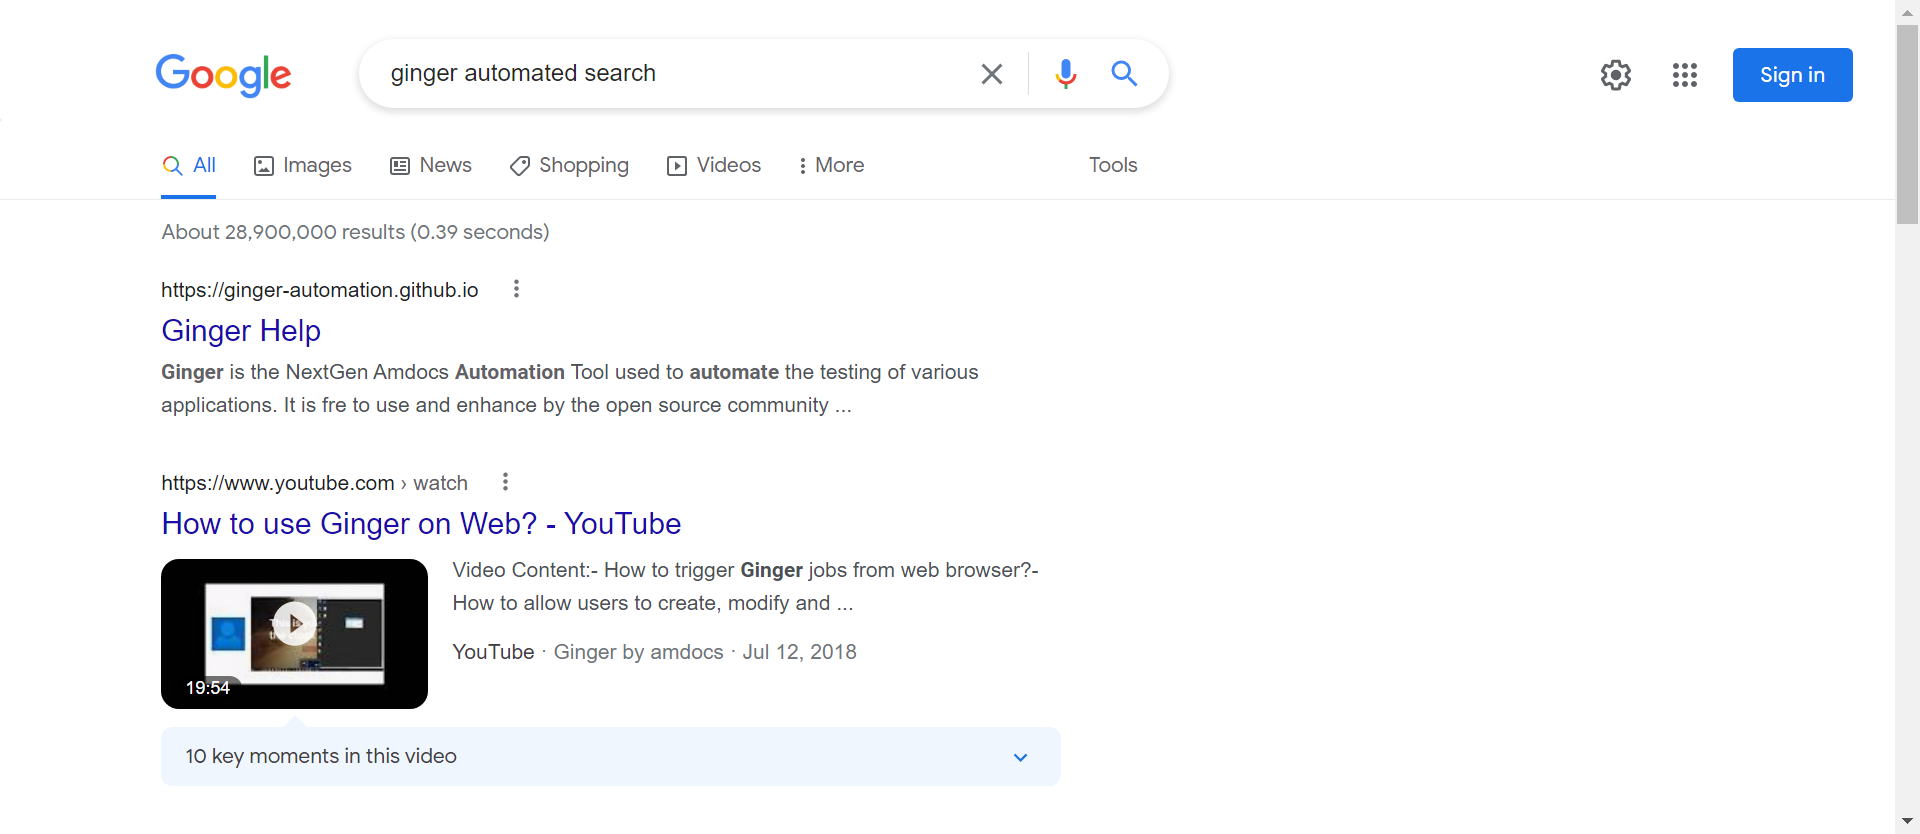 Google
ginger automated search
Sign in
All
Images
News
Shopping
Videos
More
Tools
About 28,900,000 results (0.39 seconds)
https://ginger-automation.github.io
Ginger Help
Ginger is the NextGen Amdocs Automation Tool used to automate the testing of various
applications. It is fre to use and enhance by the open source community ...
https://www.youtube.com › watch
How to use Ginger on Web? - YouTube
Video Content:- How to trigger Ginger jobs from web browser?-
How to allow users to create, modify and ...
YouTube · Ginger by amdocs · Jul 12, 2018
19:54
10 key moments in this video